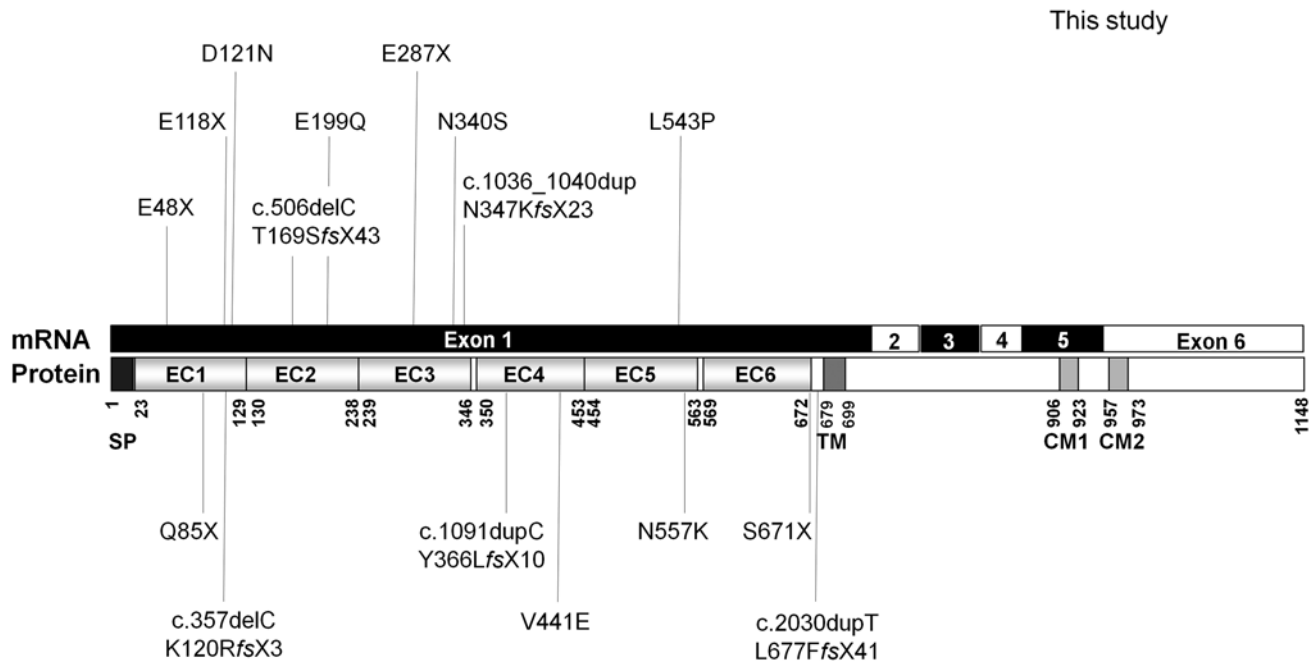 This study
D121N
E287X
E118X
E199Q
N340S
L543P
c.1036_1040dup
N347KfsX23
E48X
c.506delC
T169SfsX43
mRNA
Exon 1
2
3
4
5
Exon 6
Protein
EC1
EC2
EC3
EC4
EC5
EC6
1
23
129
130
238
239
346
350
453
454
563
569
672
679
699
906
923
957
973
1148
SP
TM
CM1
CM2
Q85X
c.1091dupC
Y366LfsX10
N557K
S671X
c.357delC
K120RfsX3
V441E
c.2030dupT
L677FfsX41